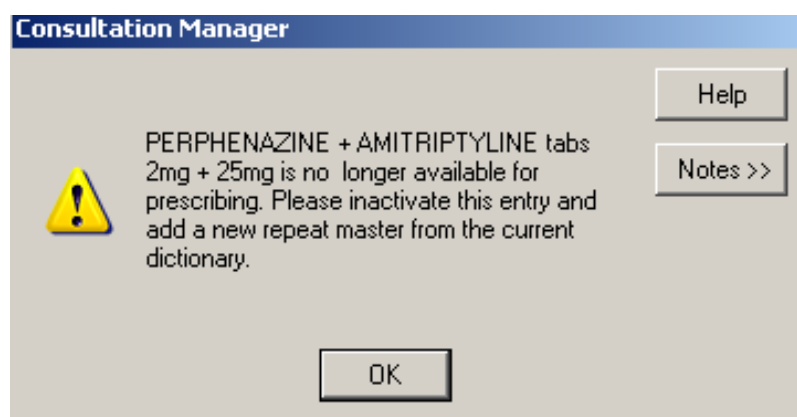 Consultation Manager
Help
PERPHENAZINE + AMITRIPTYLINE tabs
2mg + 25mg is no  longer available for
Notes >>
prescribing. Please inactivate this entry and
add a new repeat master from the current
dictionary.
OK